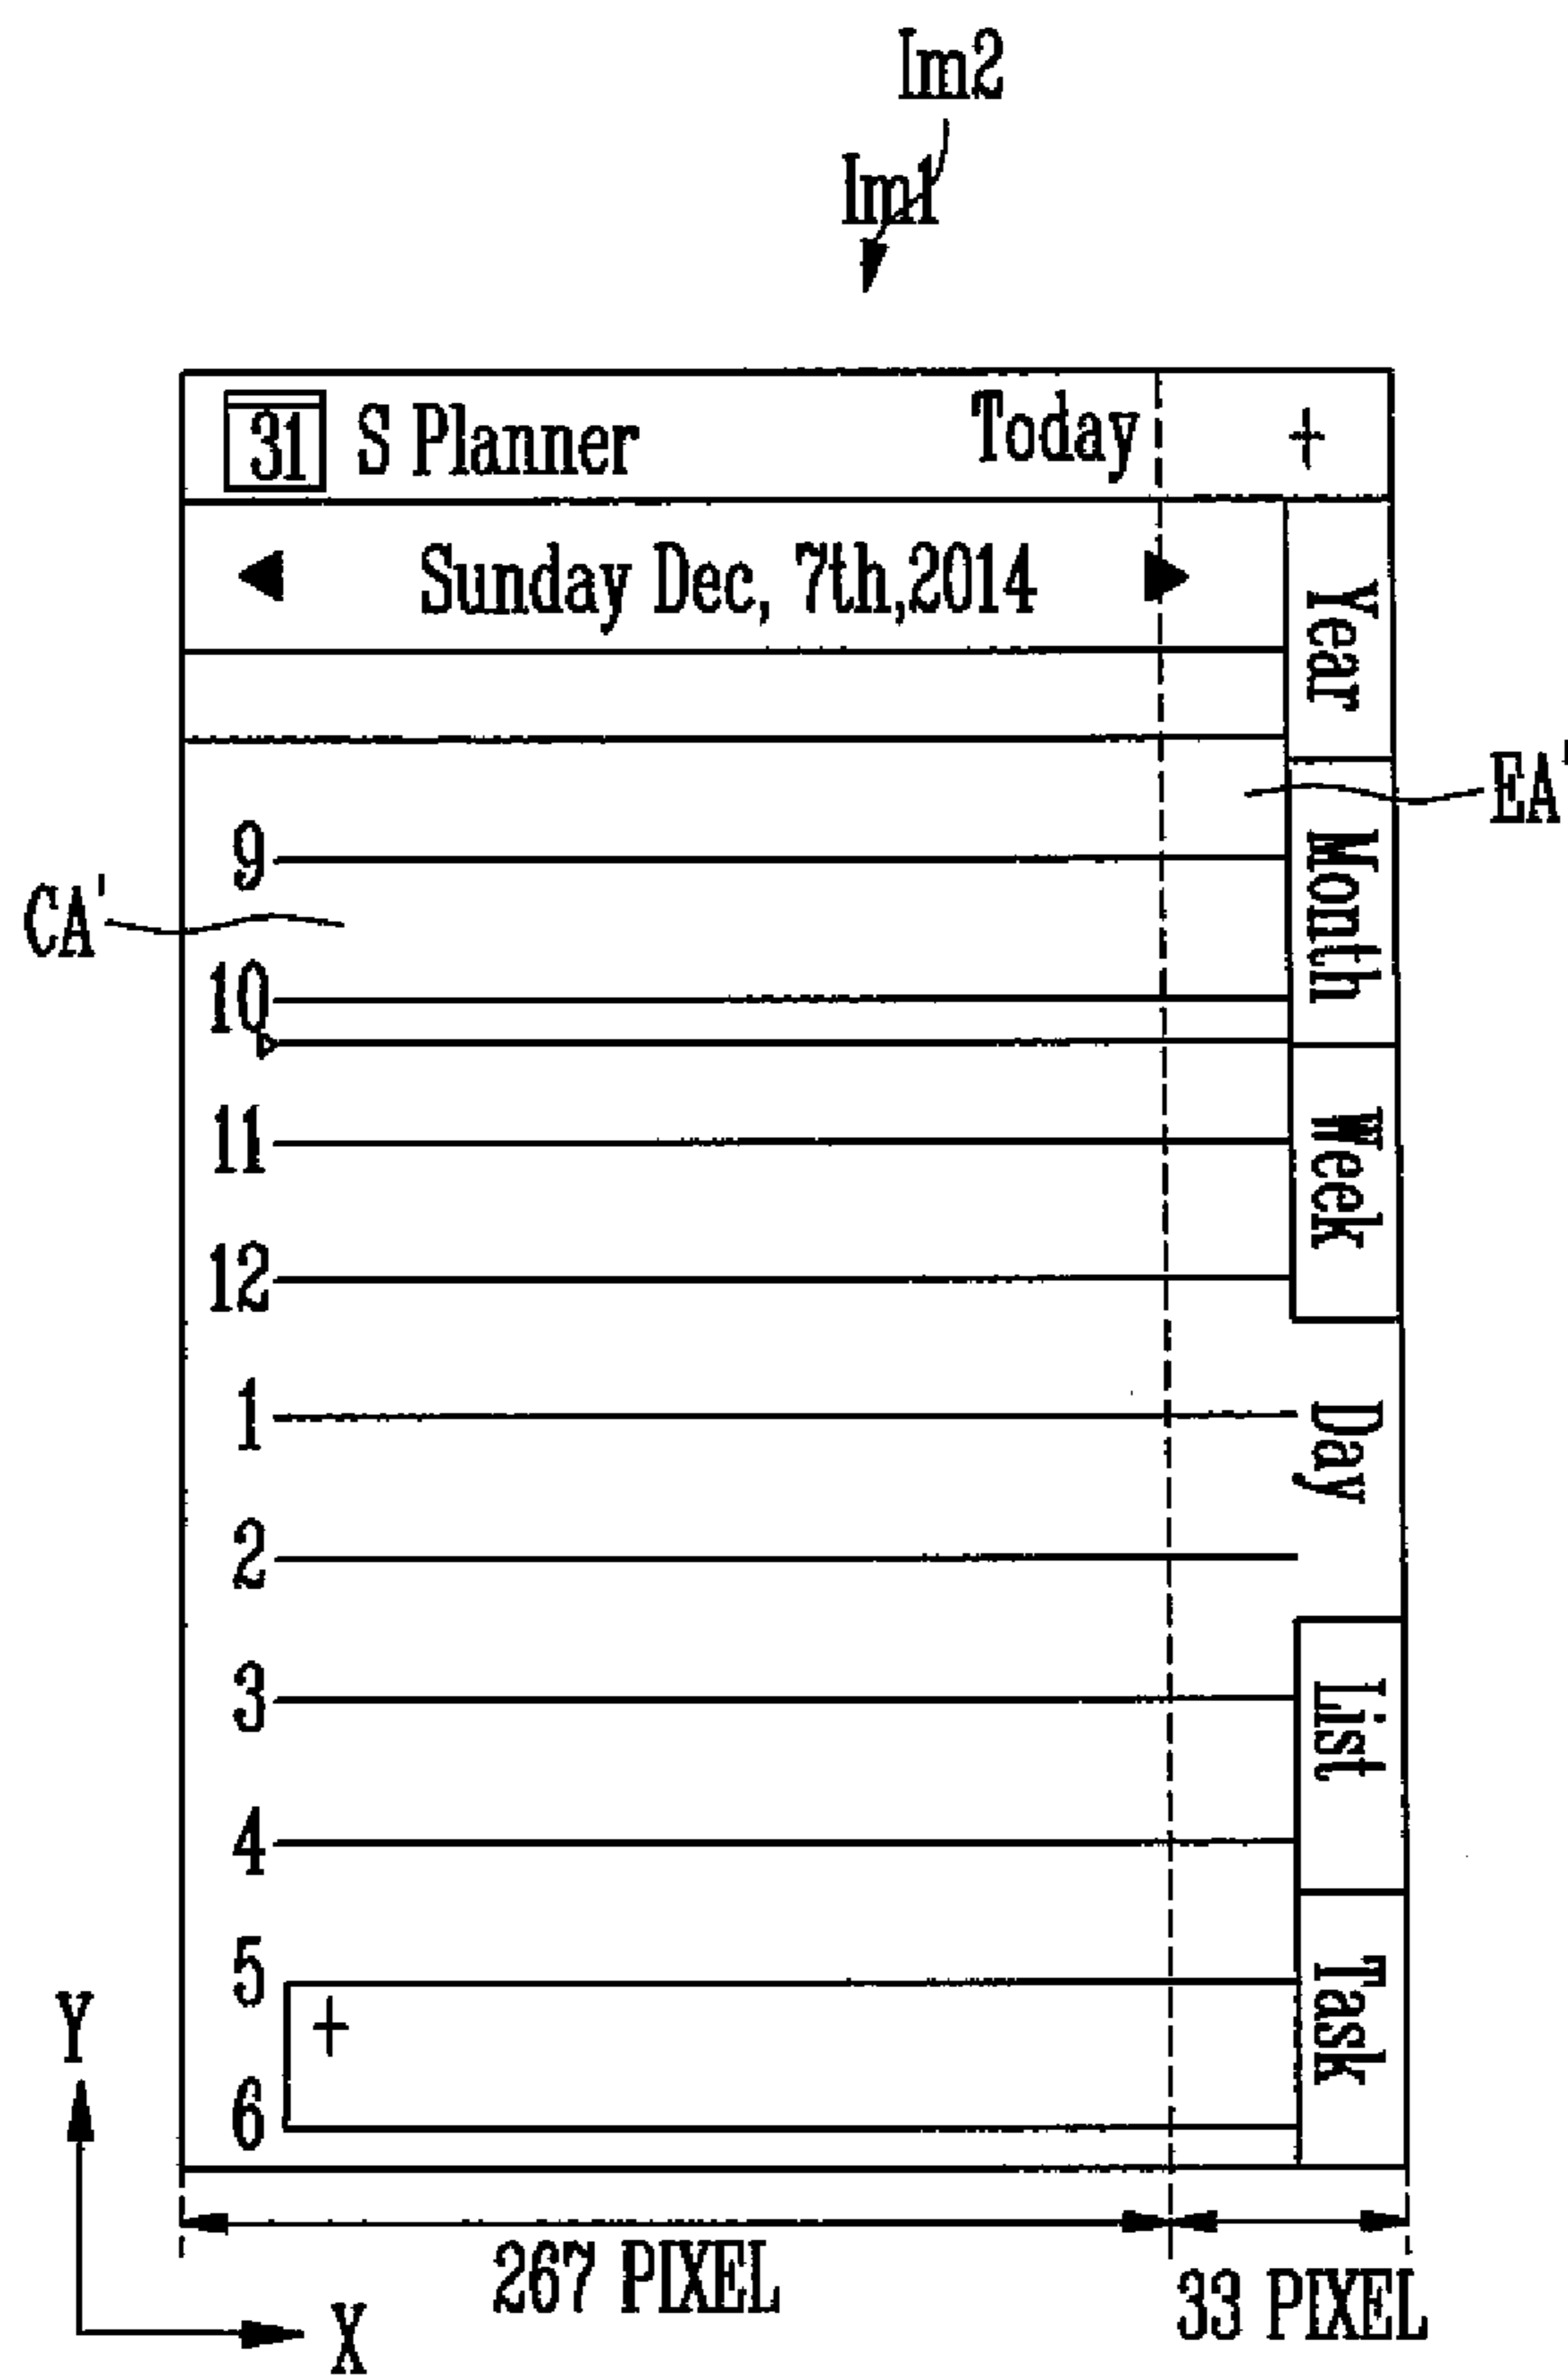 Im2
Im1
31 S Planner Today +
Sunday Dec, 7th,2014
Year
EA'
Month
9
CA'
10
Week
11
12
Day
1
2
List
3
4
Task
5
+
6
Y
X
267 PIXEL
33 PIXEL